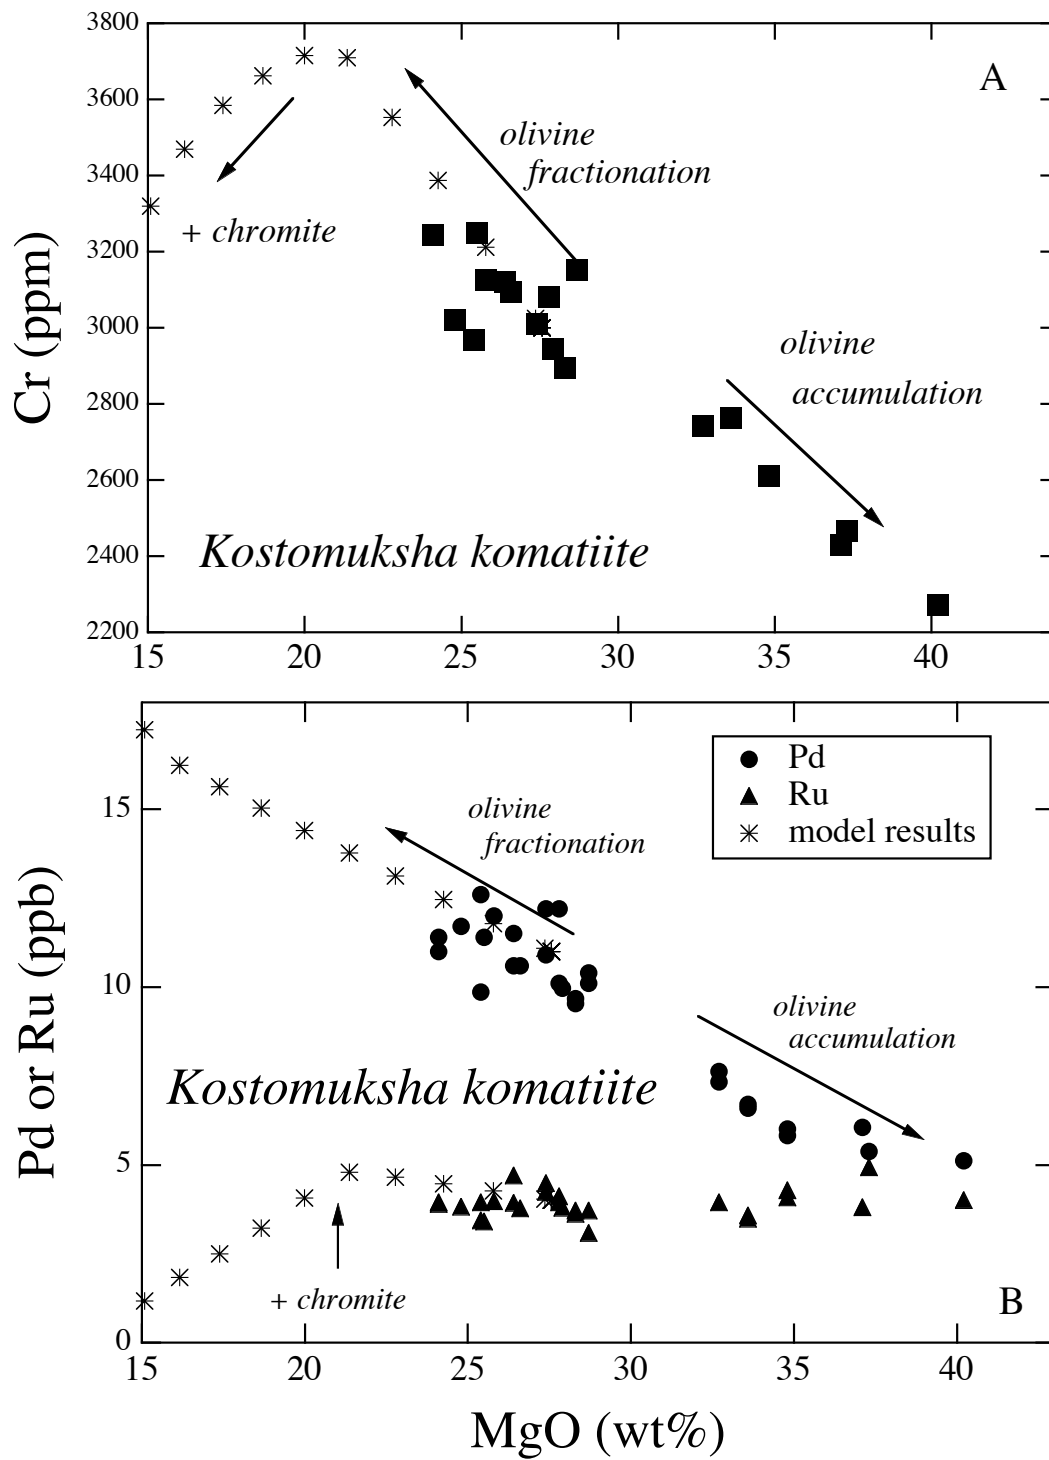 3800
3600
3400
3200
3000
2800
2600
2400
2200
Cr (ppm)
A
olivine
fractionation
+ chromite
olivine
accumulation
Kostomuksha komatiite
15 20 25 30 35 40
Pd
Ru
model results
olivine
fractionation
15
10
5
0
Pd or Ru (ppb)
olivine
accumulation
Kostomuksha komatiite
+ chromite
B
15 20 25 30 35 40
MgO (wt%)